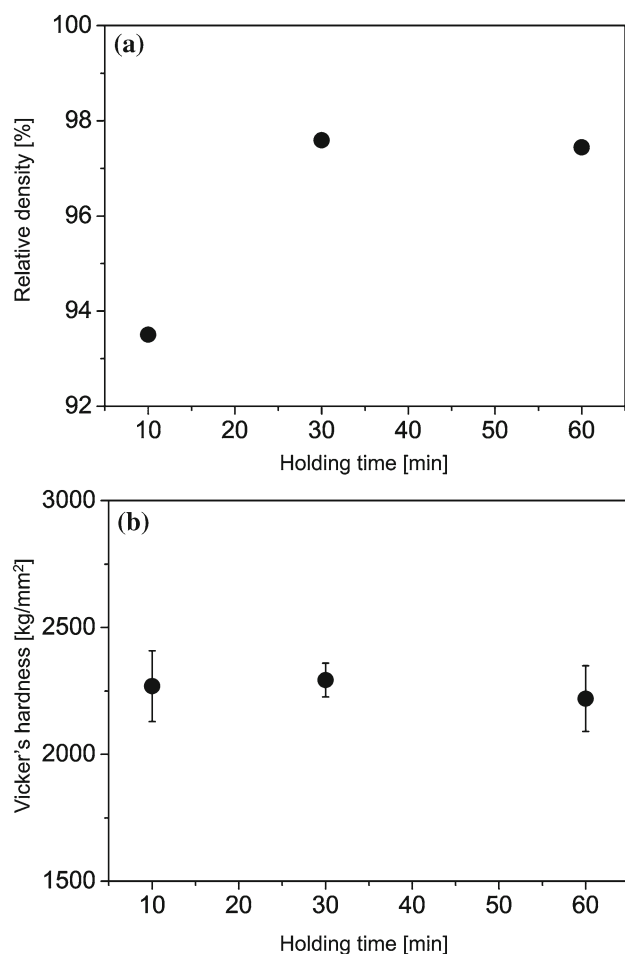 (a)
100
98
96
94
92
Relative density [%]
10 20 30 40 50 60
Holding time [min]
(b)
3000
2500
2000
1500
Vicker's hardness [kg/mm²]
10 20 30 40 50 60
Holding time [min]